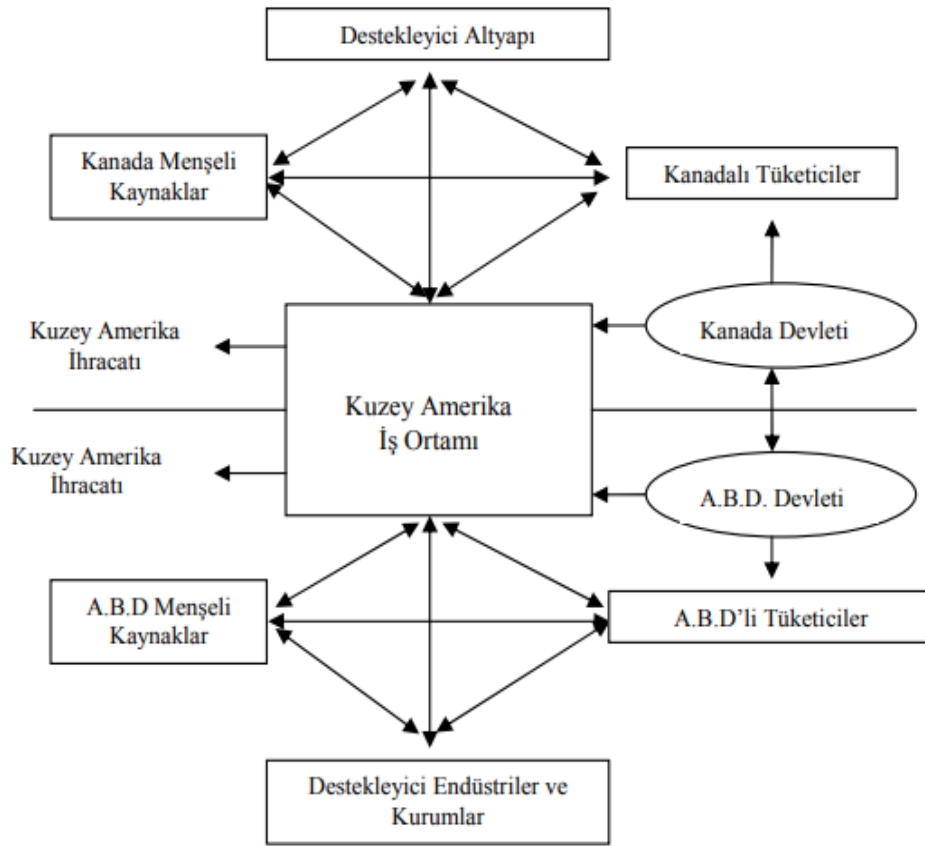 Destekleyici Altyapı
Kanada Menşeli
Kaynaklar
Kanadalı Tüketiciler
Kuzey Amerika
İhracatı
Kanada Devleti
Kuzey Amerika
İş Ortamı
Kuzey Amerika
İhracatı
A.B.D. Devleti
A.B.D Menşeli
Kaynaklar
A.B.D’li Tüketiciler
Destekleyici Endüstriler ve
Kurumlar